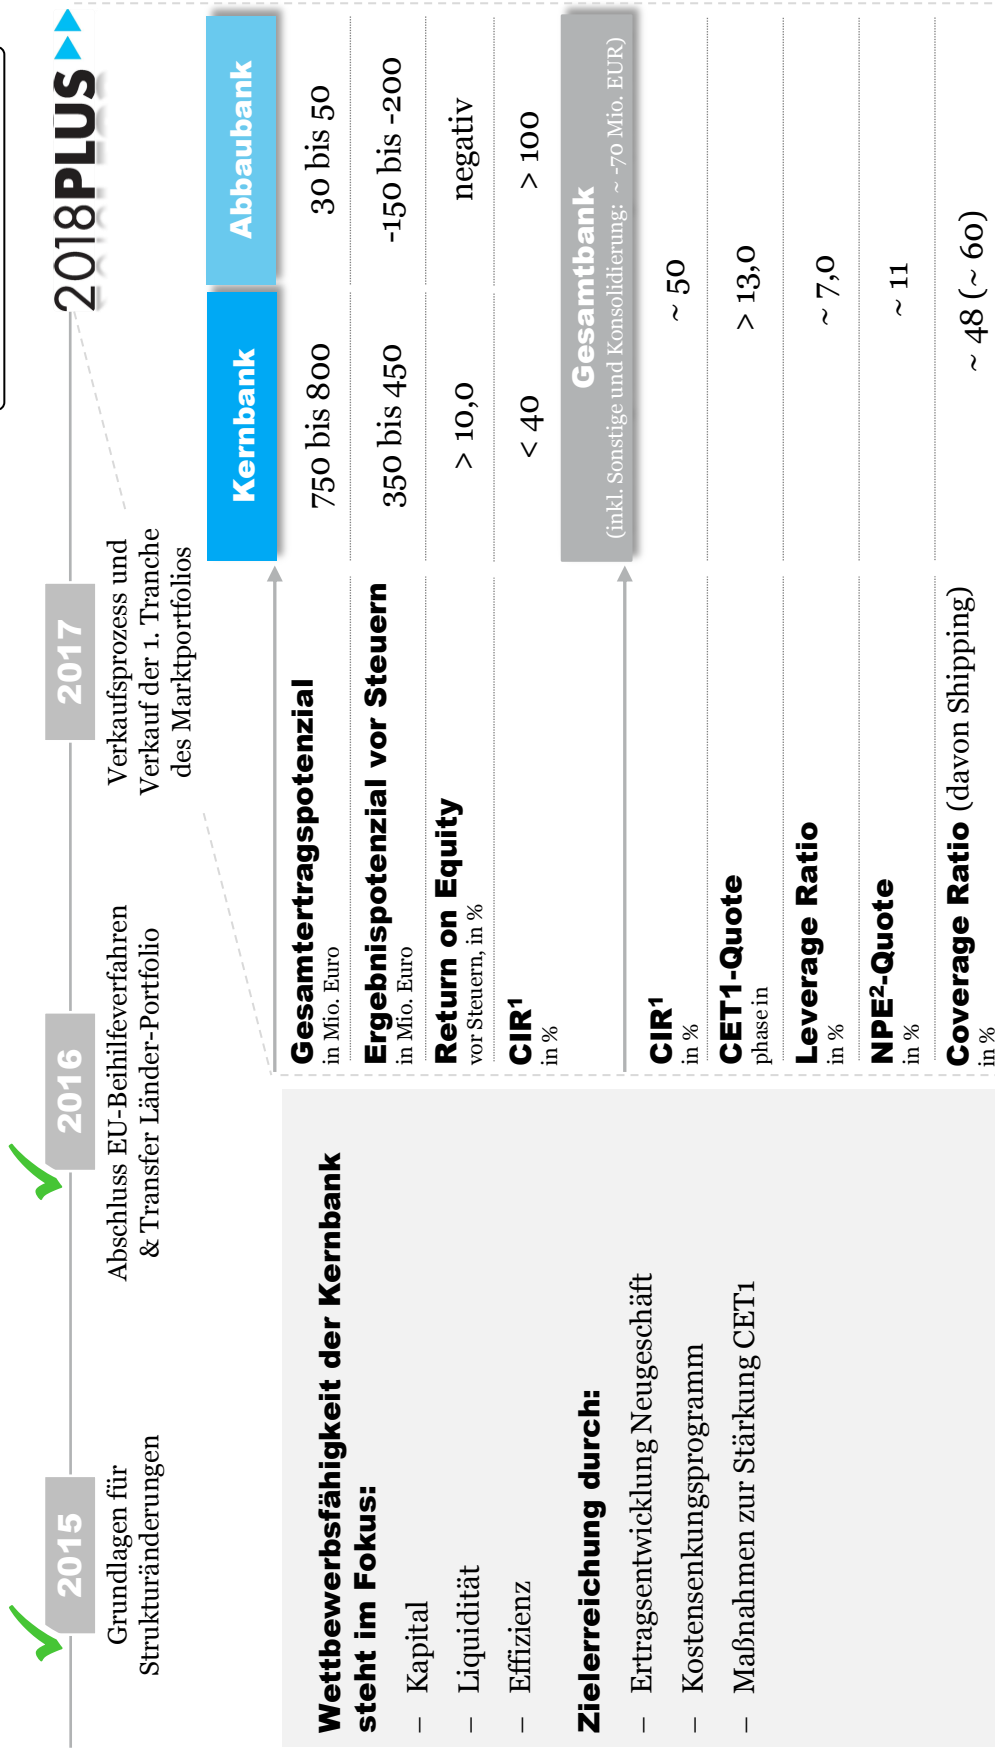 2015
Grundlagen für
Strukturänderungen
2016
Abschluss EU-Beihilfeverfahren
& Transfer Länder-Portfolio
2017
Verkaufsprozess und
Verkauf der 1. Tranche
des Marktportfolios
2018PLUS
Wettbewerbsfähigkeit der Kernbank
steht im Fokus:
– Kapital
– Liquidität
– Effizienz
Zielerreichung durch:
– Ertragsentwicklung Neugeschäft
– Kostensenkungsprogramm
– Maßnahmen zur Stärkung CET1
Kernbank Abbaubank
Gesamtertragspotenzial 750 bis 800 30 bis 50
in Mio. Euro
Ergebnispotenzial vor Steuern 350 bis 450 -150 bis -200
in Mio. Euro
Return on Equity > 10,0 negativ
vor Steuern, in %
CIR¹ < 40 > 100
in %
Gesamtbank
(inkl. Sonstige und Konsolidierung: ~ -70 Mio. EUR)
CIR¹ ~ 50
in %
CET1-Quote > 13,0
phase in
Leverage Ratio ~ 7,0
in %
NPE²-Quote ~ 11
in %
Coverage Ratio (davon Shipping) ~ 48 (~ 60)
in %